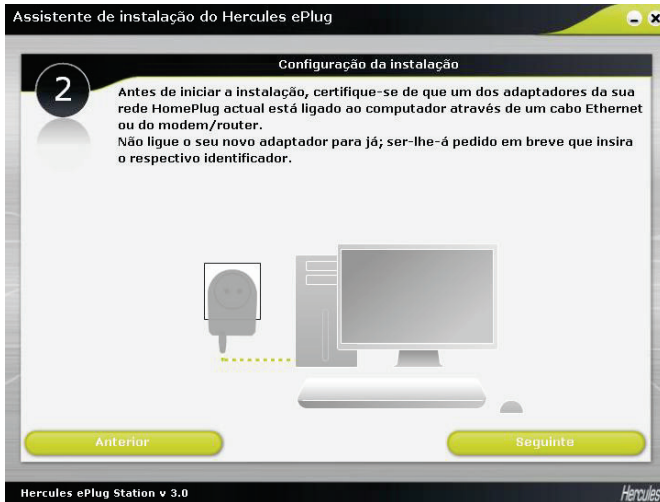 Assistente de instalação do Hercules ePlug
Configuração da instalação
2
Antes de iniciar a instalação, certifique-se de que um dos adaptadores da sua
rede HomePlug actual está ligado ao computador através de um cabo Ethernet
ou do modem/router.
Não ligue o seu novo adaptador para já; ser-lhe-á pedido em breve que insira
o respectivo identificador.
Anterior
Seguinte
Hercules ePlug Station v 3.0
Hercules